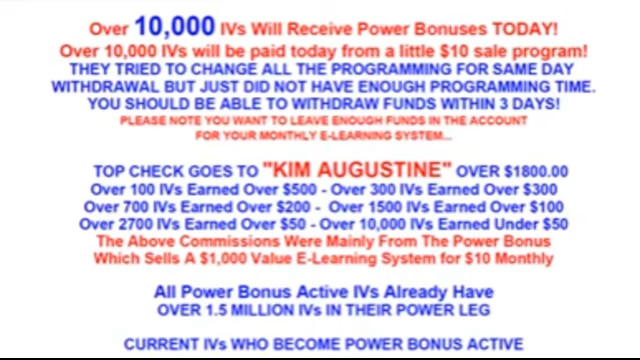 Over 10,000 IVs Will Receive Power Bonuses TODAY!
Over 10,000 IVs will be paid today from a little $10 sale program!
THEY TRIED TO CHANGE ALL THE PROGRAMMING FOR SAME DAY
WITHDRAWAL BUT JUST DID NOT HAVE ENOUGH PROGRAMMING TIME.
YOU SHOULD BE ABLE TO WITHDRAW FUNDS WITHIN 3 DAYS!
PLEASE NOTE YOU WANT TO LEAVE ENOUGH FUNDS IN THE ACCOUNT
FOR YOUR MONTHLY E-LEARNING SYSTEM...
TOP CHECK GOES TO "KIM AUGUSTINE" OVER $1800.00
Over 100 IVs Earned Over $500 - Over 300 IVs Earned Over $300
Over 700 IVs Earned Over $200 - Over 1500 IVs Earned Over $100
Over 2700 IVs Earned Over $50 - Over 10,000 IVs Earned Under $50
The Above Commissions Were Mainly From The Power Bonus
Which Sells A $1,000 Value E-Learning System for $10 Monthly
All Power Bonus Active IVs Already Have
OVER 1.5 MILLION IVs IN THEIR POWER LEG
CURRENT IVs WHO BECOME POWER BONUS ACTIVE